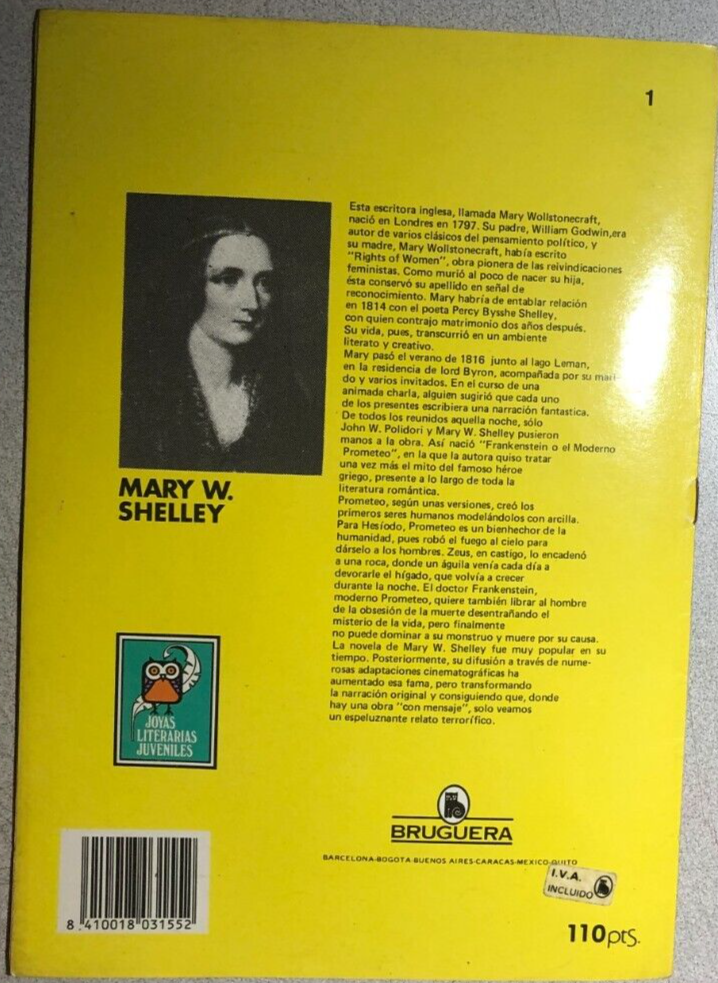 1
Esta escritora inglesa, llamada Mary Wollstonecraft,
nació en Londres en 1797. Su padre, William Godwin,era
autor de varios clásicos del pensamiento político, y
su madre, Mary Wollstonecraft, había escrito
"Rights of Women", obra pionera de las reivindicaciones
feministas. Como murió al poco de nacer su hija,
ésta conservó su apellido en señal de
reconocimiento. Mary habría de entablar relación
en 1814 con el poeta Percy Bysshe Shelley,
con quien contrajo matrimonio dos años después.
Su vida, pues, transcurrió en un ambiente
literato y creativo.
Mary pasó el verano de 1816 junto al lago Leman,
en la residencia de lord Byron, acompañada por su mari-
do y varios invitados. En el curso de una
animada charla, alguien sugirió que cada uno
de los presentes escribiera una narración fantastica.
De todos los reunidos aquella noche, sólo
John W. Polidori y Mary W. Shelley pusieron
manos a la obra. Así nació "Frankenstein o el Moderno
Prometeo", en la que la autora quiso tratar
una vez más el mito del famoso héroe
griego, presente a lo largo de toda la
literatura romántica.
Prometeo, según unas versiones, creó los
primeros seres humanos modelándolos con arcilla.
Para Hesíodo, Prometeo es un bienhechor de la
humanidad, pues robó el fuego al cielo para
dárselo a los hombres. Zeus, en castigo, lo encadenó
a una roca, donde un águila venía cada día a
devorarle el hígado, que volvía a crecer
durante la noche. El doctor Frankenstein,
moderno Prometeo, quiere también librar al hombre
de la obsesión de la muerte desentrañando el
misterio de la vida, pero finalmente
no puede dominar a su monstruo y muere por su causa.
La novela de Mary W. Shelley fue muy popular en su
tiempo. Posteriormente, su difusión a través de nume-
rosas adaptaciones cinematográficas ha
aumentado esa fama, pero transformando
la narración original y consiguiendo que, donde
hay una obra "con mensaje", solo veamos
un espeluznante relato terrorífico.
MARY W.
SHELLEY
JOYAS
LITERARIAS
JUVENILES
BRUGUERA
BARCELONA-BOGOTA-BUENOS AIRES-CARACAS-MEXICO-QUITO
I.V.A.
INCLUIDO
8 410018 031552
110pts.